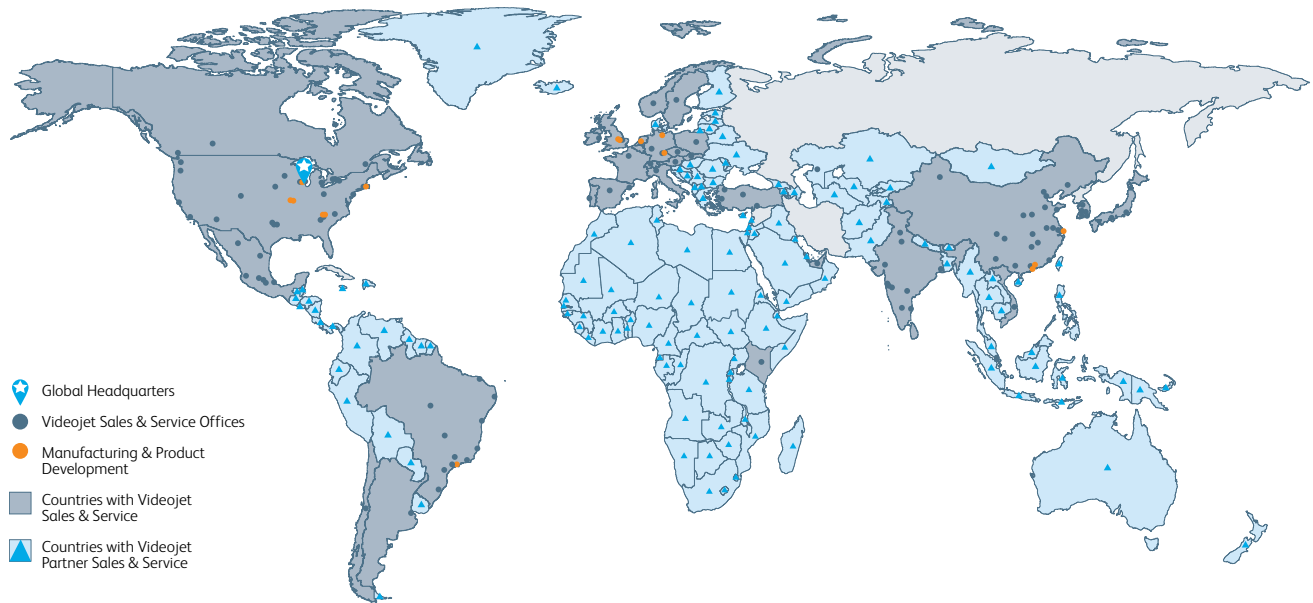 Global Headquarters
Videojet Sales & Service Offices
Manufacturing & Product
Development
Countries with Videojet
Sales & Service
Countries with Videojet
Partner Sales & Service